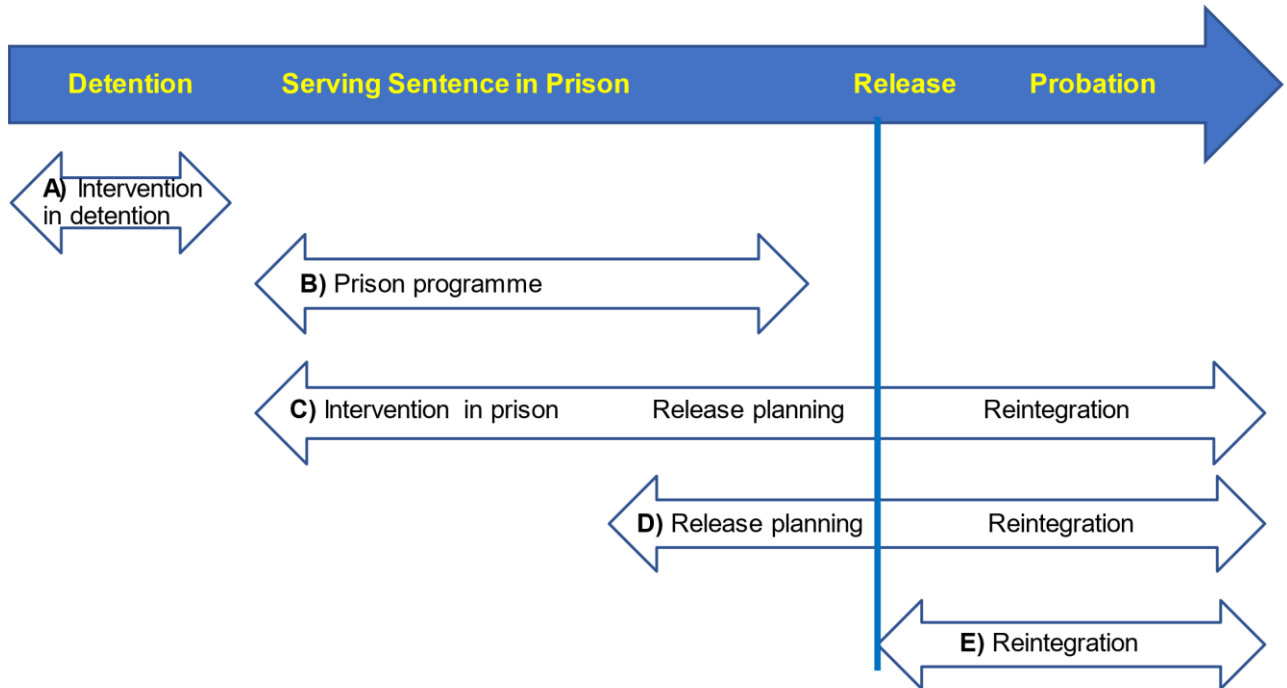 Detention Serving Sentence in Prison Release Probation
A) Intervention
in detention
B) Prison programme
C) Intervention in prison Release planning Reintegration
D) Release planning Reintegration
E) Reintegration